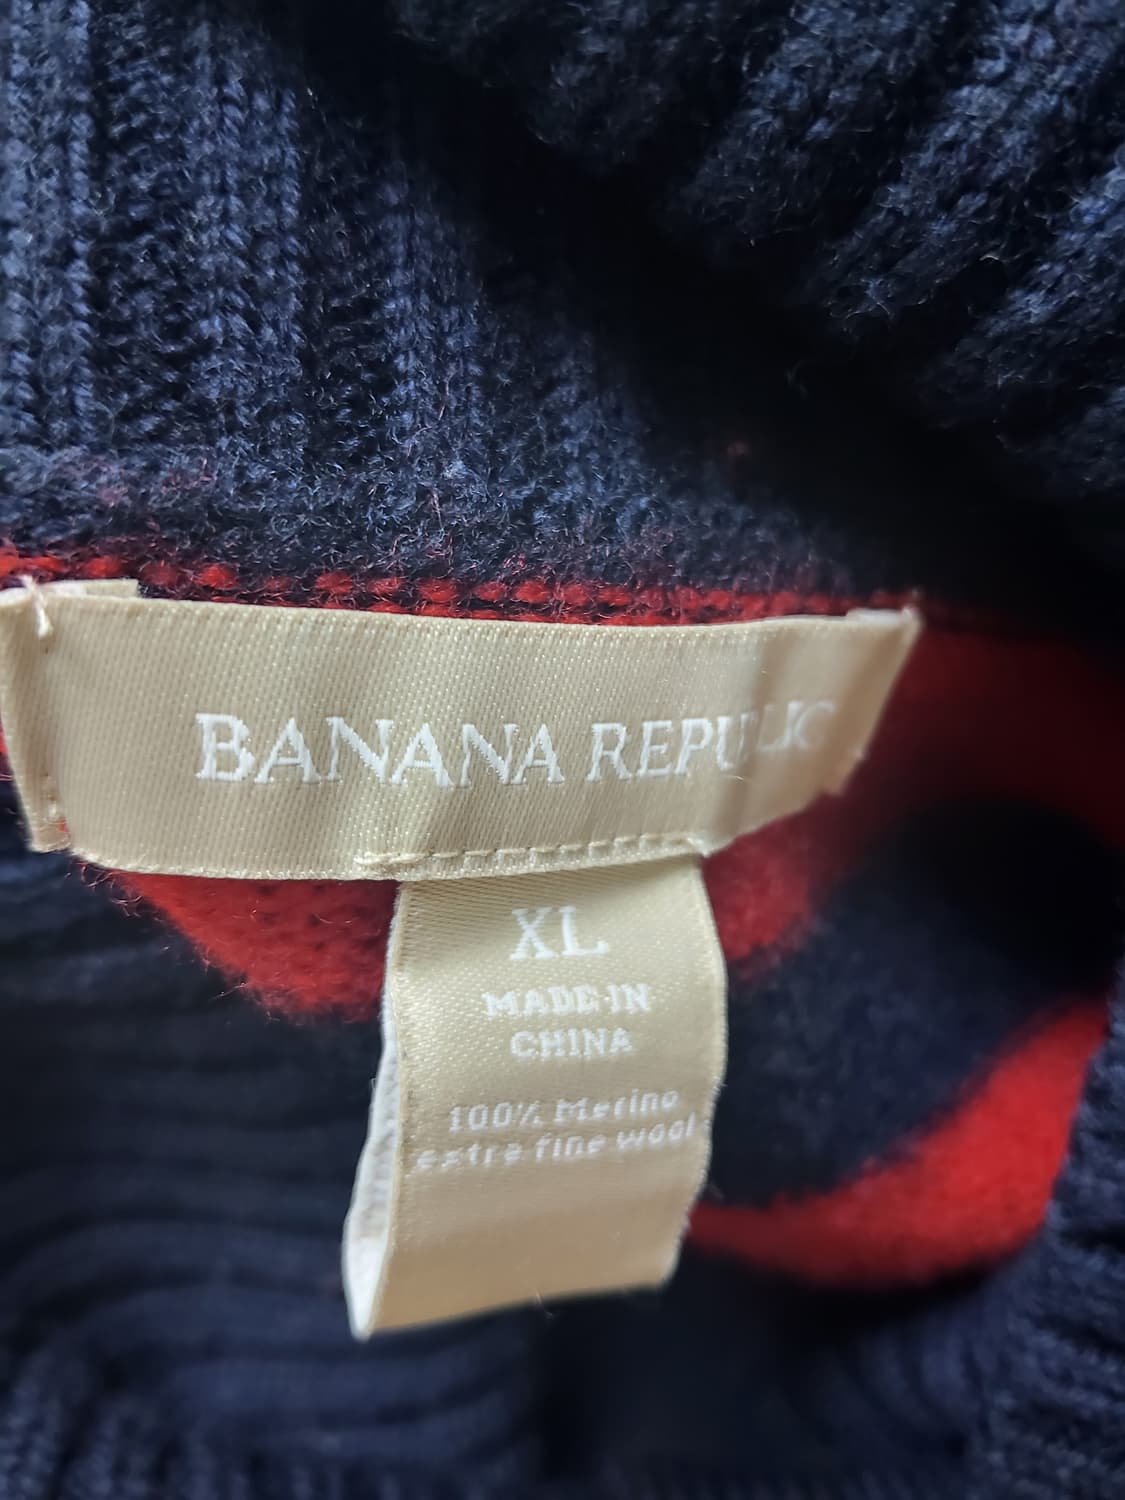 BANANA REPUBLIC
XL
MADE IN
CHINA
100% Merino
extra fine wool